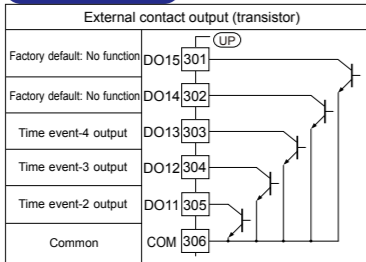 External contact output (transistor)
UP
Factory default: No function DO15 301
Factory default: No function DO14 302
Time event-4 output DO13 303
Time event-3 output DO12 304
Time event-2 output DO11 305
Common COM 306